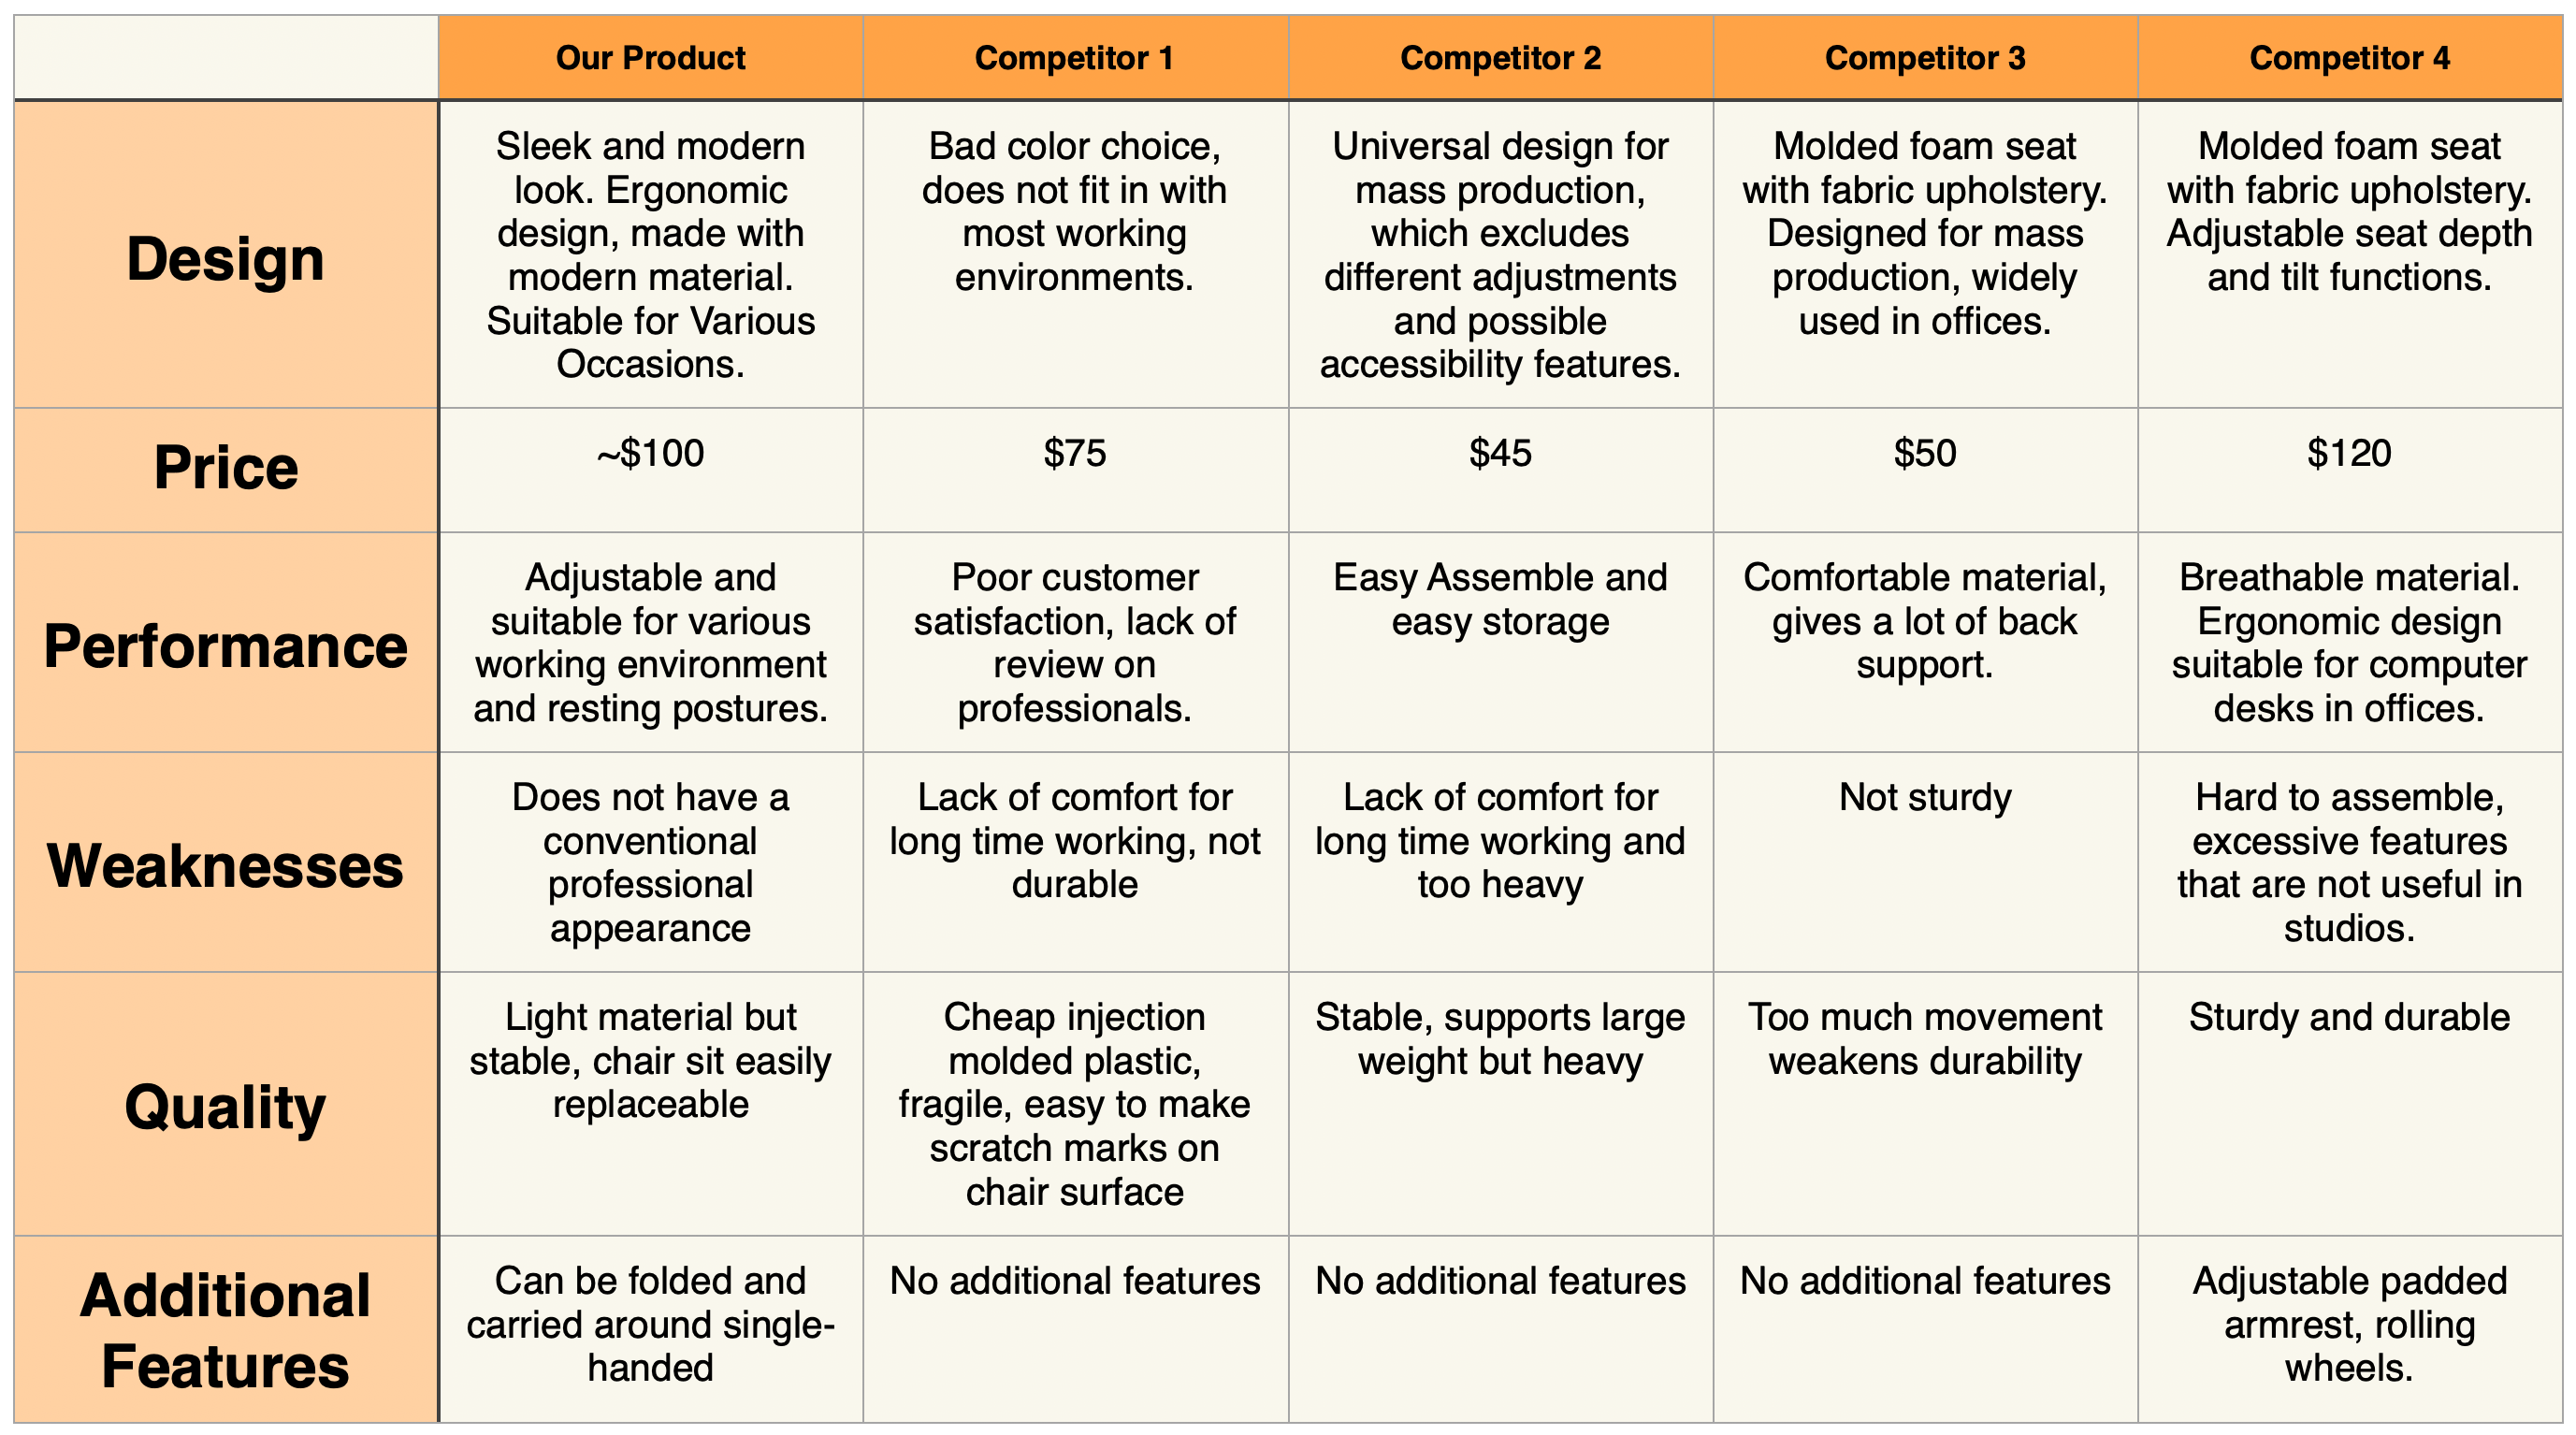 Our Product
Competitor 1
Competitor 2
Competitor 3
Competitor 4
Design
Sleek and modern
look. Ergonomic
design, made with
modern material.
Suitable for Various
Occasions.
Bad color choice,
does not fit in with
most working
environments.
Universal design for
mass production,
which excludes
different adjustments
and possible
accessibility features.
Molded foam seat
with fabric upholstery.
Designed for mass
production, widely
used in offices.
Molded foam seat
with fabric upholstery.
Adjustable seat depth
and tilt functions.
Price
~$100
$75
$45
$50
$120
Performance
Adjustable and
suitable for various
working environment
and resting postures.
Poor customer
satisfaction, lack of
review on
professionals.
Easy Assemble and
easy storage
Comfortable material,
gives a lot of back
support.
Breathable material.
Ergonomic design
suitable for computer
desks in offices.
Weaknesses
Does not have a
conventional
professional
appearance
Lack of comfort for
long time working, not
durable
Lack of comfort for
long time working and
too heavy
Not sturdy
Hard to assemble,
excessive features
that are not useful in
studios.
Quality
Light material but
stable, chair sit easily
replaceable
Cheap injection
molded plastic,
fragile, easy to make
scratch marks on
chair surface
Stable, supports large
weight but heavy
Too much movement
weakens durability
Sturdy and durable
Additional
Features
Can be folded and
carried around single-
handed
No additional features
No additional features
No additional features
Adjustable padded
armrest, rolling
wheels.